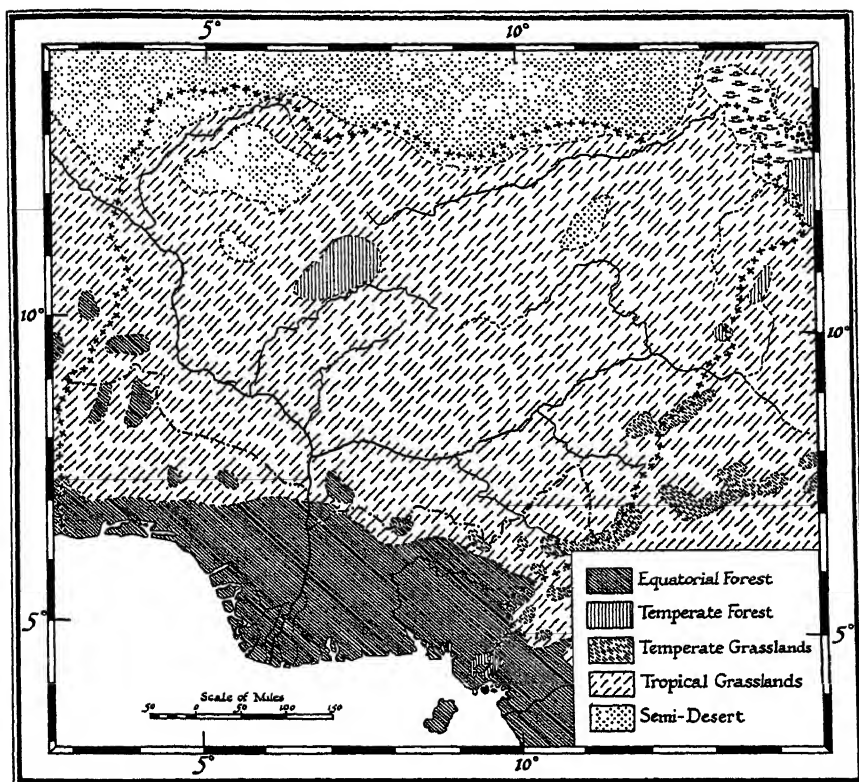 5°
10°
10°
10°
5°
5°
Equatorial Forest
Temperate Forest
Temperate Grasslands
Tropical Grasslands
Semi-Desert
Scale of Miles
50 0 50 100 150
5°
10°